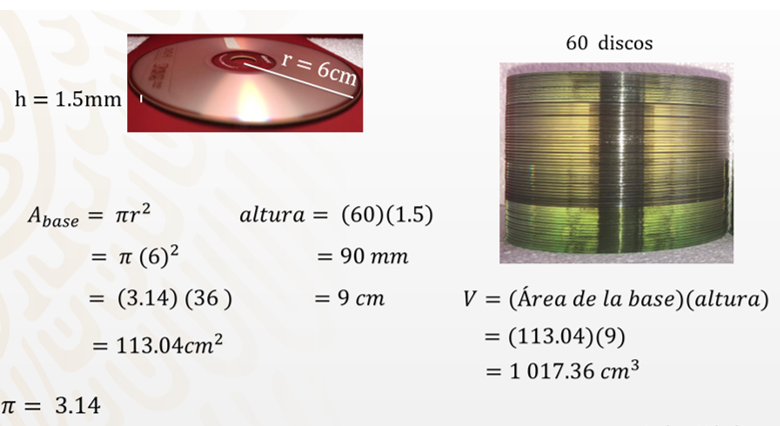 60 discos
r = 6cm
h = 1.5mm
A_base = πr²
= π (6)²
= (3.14) (36 )
= 113.04cm²
altura = (60)(1.5)
= 90 mm
= 9 cm
V = (Área de la base)(altura)
= (113.04)(9)
= 1 017.36 cm³
π = 3.14